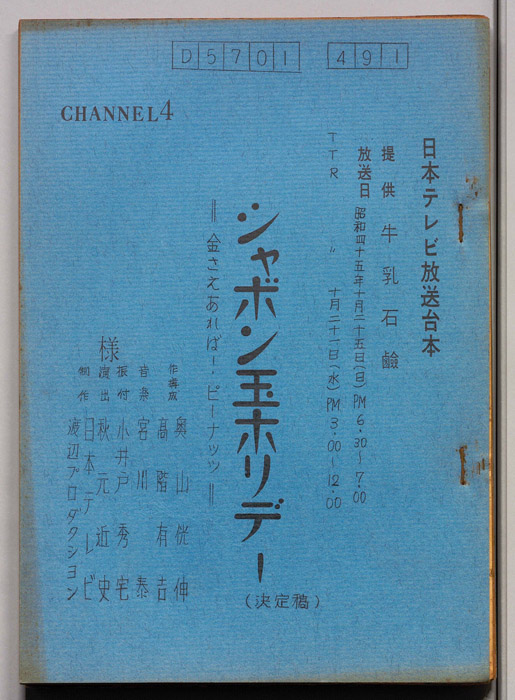 D5701 491
CHANNEL4
日本テレビ放送台本
提供 牛乳石鹸
放送日 昭和四十五年十月二十五日(日)PM6.30~7.00
TTR 〃 十月二十一日(水)PM3.00~12.00
シャボン玉ホリデー
(決定稿)
‖金さえあれば!ピーナッツ‖
作・構成 奥山侊伸
高階有吉
音楽 宮川泰
振付 小井戸秀宅
演出 秋元近史
制作 日本テレビ
渡辺プロダクション
様